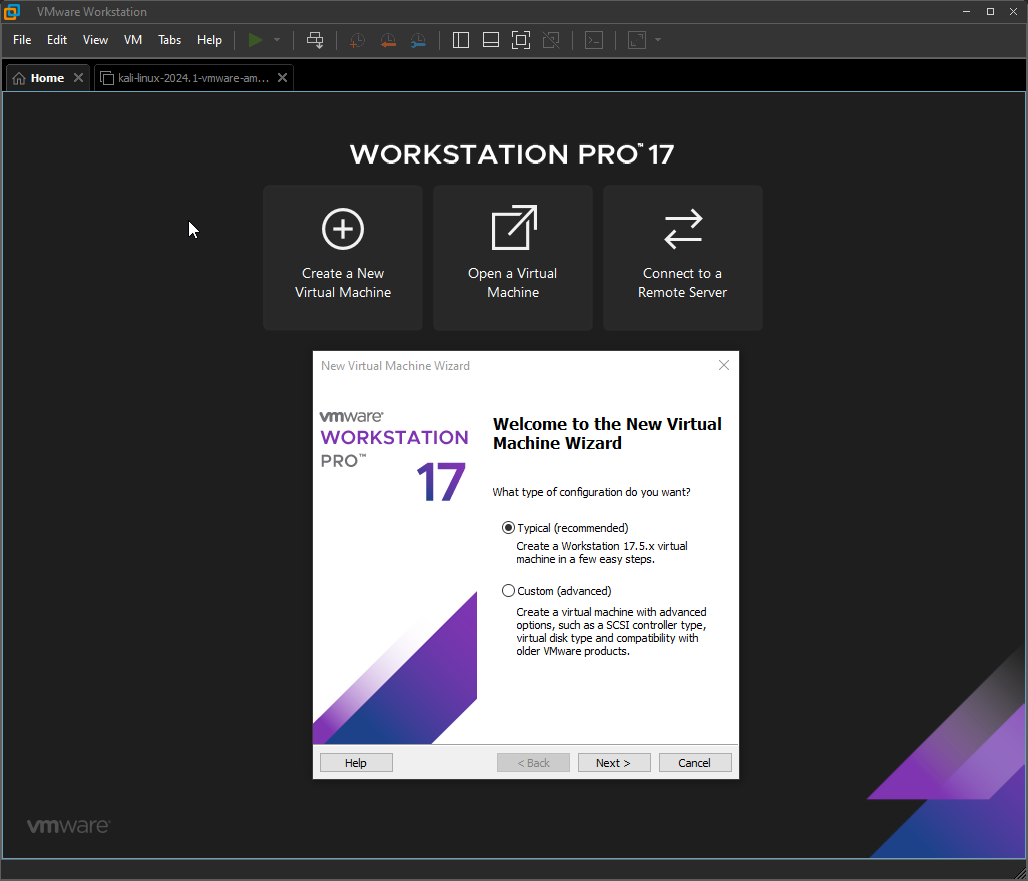 VMware Workstation
File Edit View VM Tabs Help
Home kali-linux-2024.1-vmware-am...
WORKSTATION PRO™ 17
Create a New
Virtual Machine
Open a Virtual
Machine
Connect to a
Remote Server
New Virtual Machine Wizard
vmware®
WORKSTATION
PRO™
17
Welcome to the New Virtual
Machine Wizard
What type of configuration do you want?
Typical (recommended)
Create a Workstation 17.5.x virtual
machine in a few easy steps.
Custom (advanced)
Create a virtual machine with advanced
options, such as a SCSI controller type,
virtual disk type and compatibility with
older VMware products.
Help < Back Next > Cancel
vmware®